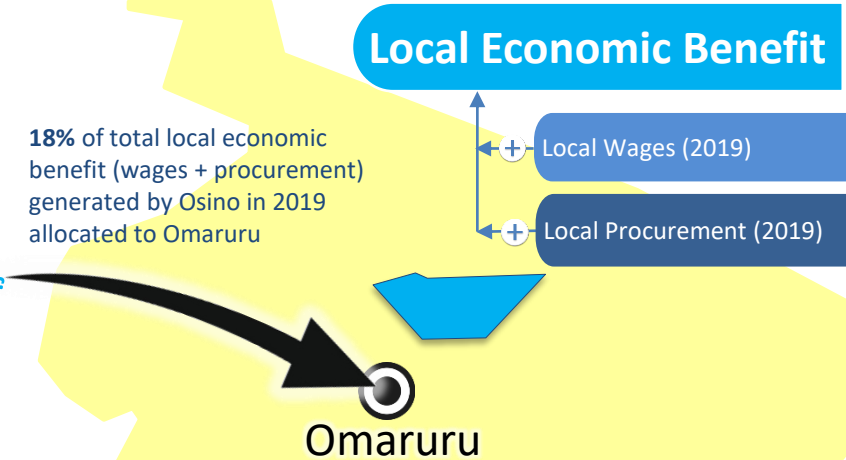 Local Economic Benefit
18% of total local economic
benefit (wages + procurement)
generated by Osino in 2019
allocated to Omaruru
+ Local Wages (2019)
+ Local Procurement (2019)
Omaruru